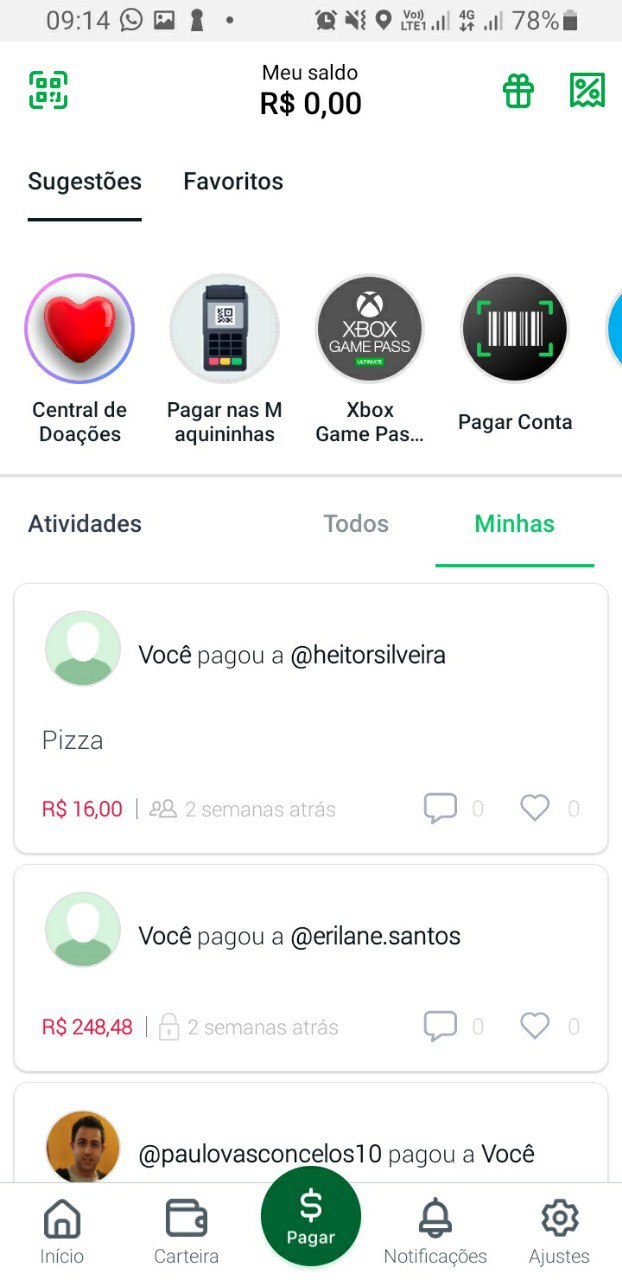 09:14
Vo)) LTE1 4G 78%
Meu saldo
R$ 0,00
Sugestões Favoritos
XBOX
GAME PASS
ULTIMATE
Central de
Doações
Pagar nas M
aquininhas
Xbox
Game Pas...
Pagar Conta
Atividades Todos Minhas
Você pagou a @heitorsilveira
Pizza
R$ 16,00 | 2 semanas atrás 0 0
Você pagou a @erilane.santos
R$ 248,48 | 2 semanas atrás 0 0
@paulovasconcelos10 pagou a Você
Início Carteira Pagar Notificações Ajustes